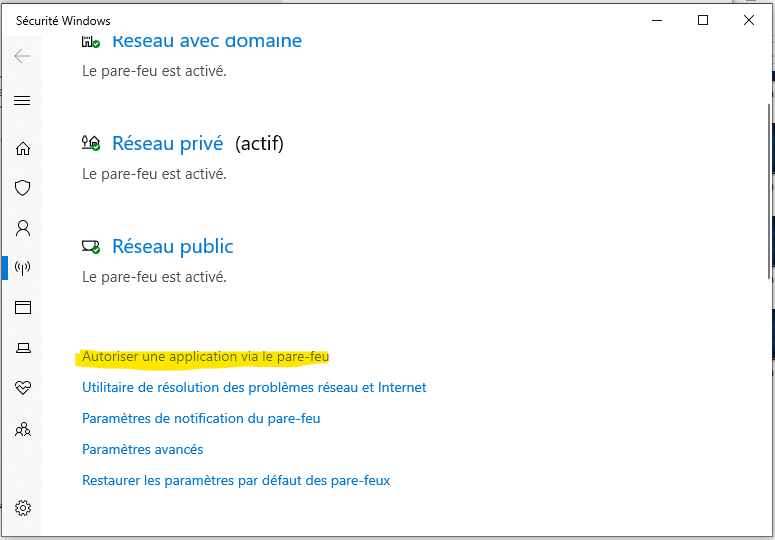 Sécurité Windows
Réseau avec domaine
Le pare-feu est activé.
Réseau privé (actif)
Le pare-feu est activé.
Réseau public
Le pare-feu est activé.
Autoriser une application via le pare-feu
Utilitaire de résolution des problèmes réseau et Internet
Paramètres de notification du pare-feu
Paramètres avancés
Restaurer les paramètres par défaut des pare-feux